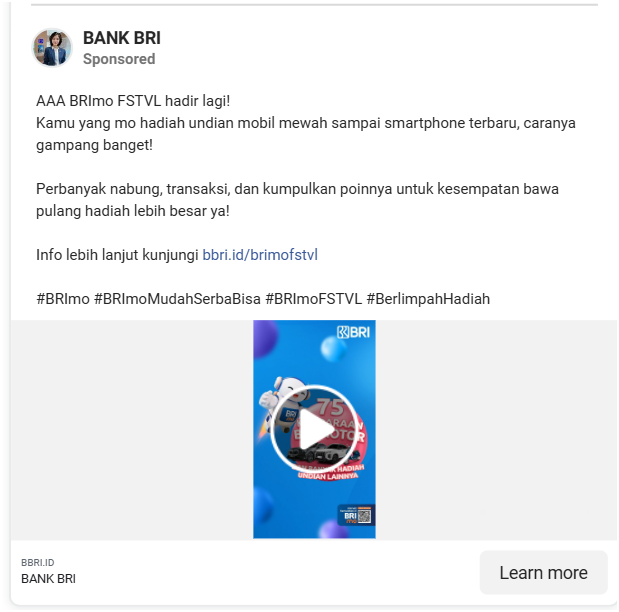 BANK BRI
Sponsored
AAA BRImo FSTVL hadir lagi!
Kamu yang mo hadiah undian mobil mewah sampai smartphone terbaru, caranya
gampang banget!
Perbanyak nabung, transaksi, dan kumpulkan poinnya untuk kesempatan bawa
pulang hadiah lebih besar ya!
Info lebih lanjut kunjungi bbri.id/brimofstvl
#BRImo #BRImoMudahSerbaBisa #BRImoFSTVL #BerlimpahHadiah
BRI
BRI
75
HADIAH
UNDIAN LAINNYA
BRI
mo
BBRI.ID
BANK BRI
Learn more